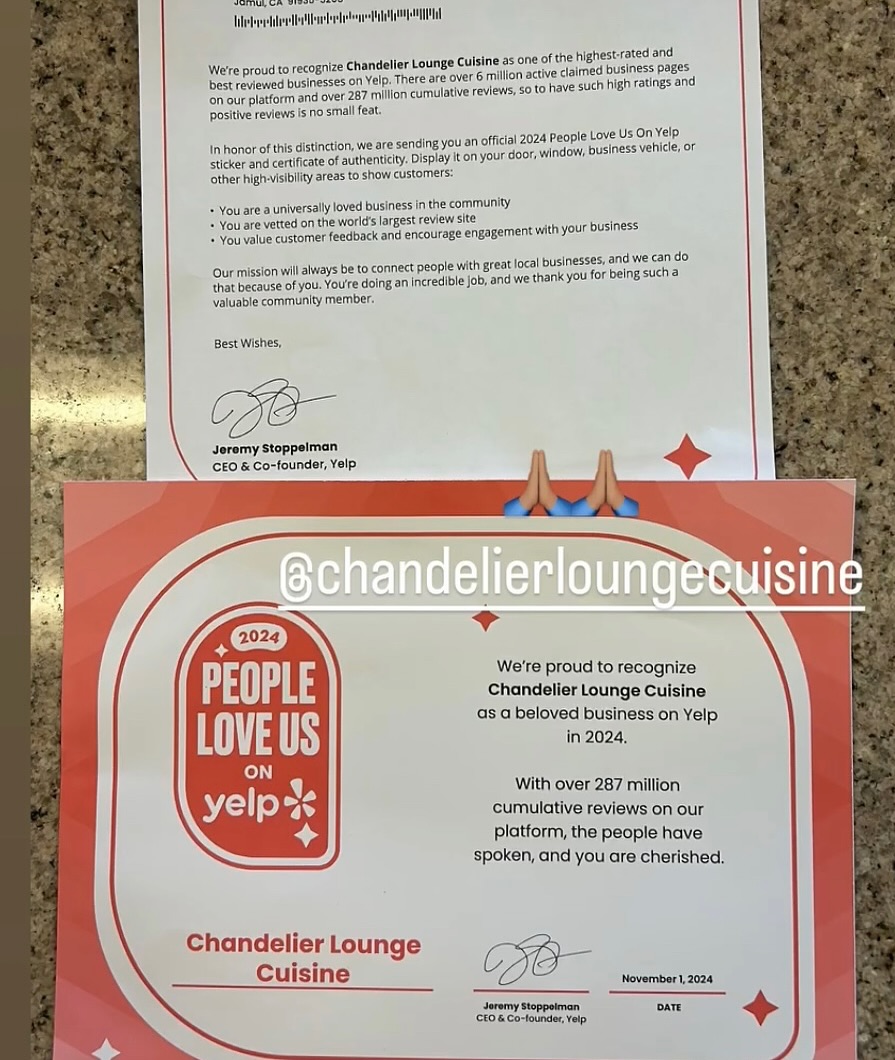 Jamul, CA
We're proud to recognize Chandelier Lounge Cuisine as one of the highest-rated and
best reviewed businesses on Yelp. There are over 6 million active claimed business pages
on our platform and over 287 million cumulative reviews, so to have such high ratings and
positive reviews is no small feat.
In honor of this distinction, we are sending you an official 2024 People Love Us On Yelp
sticker and certificate of authenticity. Display it on your door, window, business vehicle, or
other high-visibility areas to show customers:
• You are a universally loved business in the community
• You are vetted on the world's largest review site
• You value customer feedback and encourage engagement with your business
Our mission will always be to connect people with great local businesses, and we can do
that because of you. You're doing an incredible job, and we thank you for being such a
valuable community member.
Best Wishes,
Jeremy Stoppelman
CEO & Co-founder, Yelp
@chandelierloungecuisine
2024
PEOPLE
LOVE US
ON
yelp
We're proud to recognize
Chandelier Lounge Cuisine
as a beloved business on Yelp
in 2024.
With over 287 million
cumulative reviews on our
platform, the people have
spoken, and you are cherished.
Chandelier Lounge
Cuisine
November 1, 2024
Jeremy Stoppelman
CEO & Co-founder, Yelp
DATE